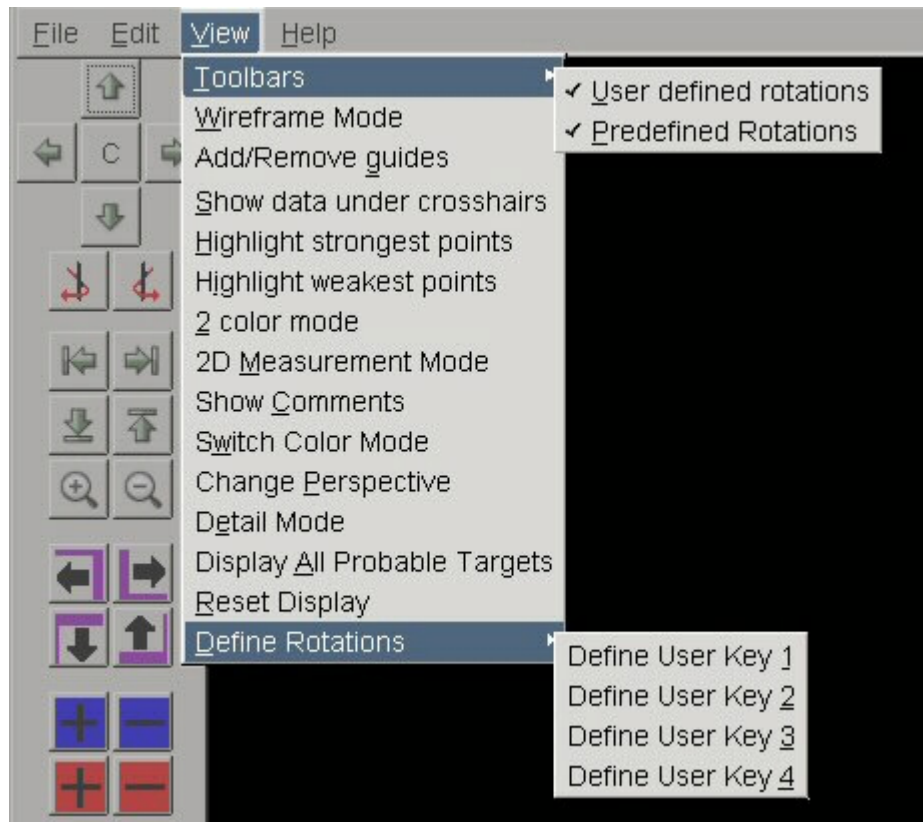 File Edit View Help
C
Toolbars
Wireframe Mode
Add/Remove guides
Show data under crosshairs
Highlight strongest points
Highlight weakest points
2 color mode
2D Measurement Mode
Show Comments
Switch Color Mode
Change Perspective
Detail Mode
Display All Probable Targets
Reset Display
Define Rotations
✓ User defined rotations
✓ Predefined Rotations
Define User Key 1
Define User Key 2
Define User Key 3
Define User Key 4